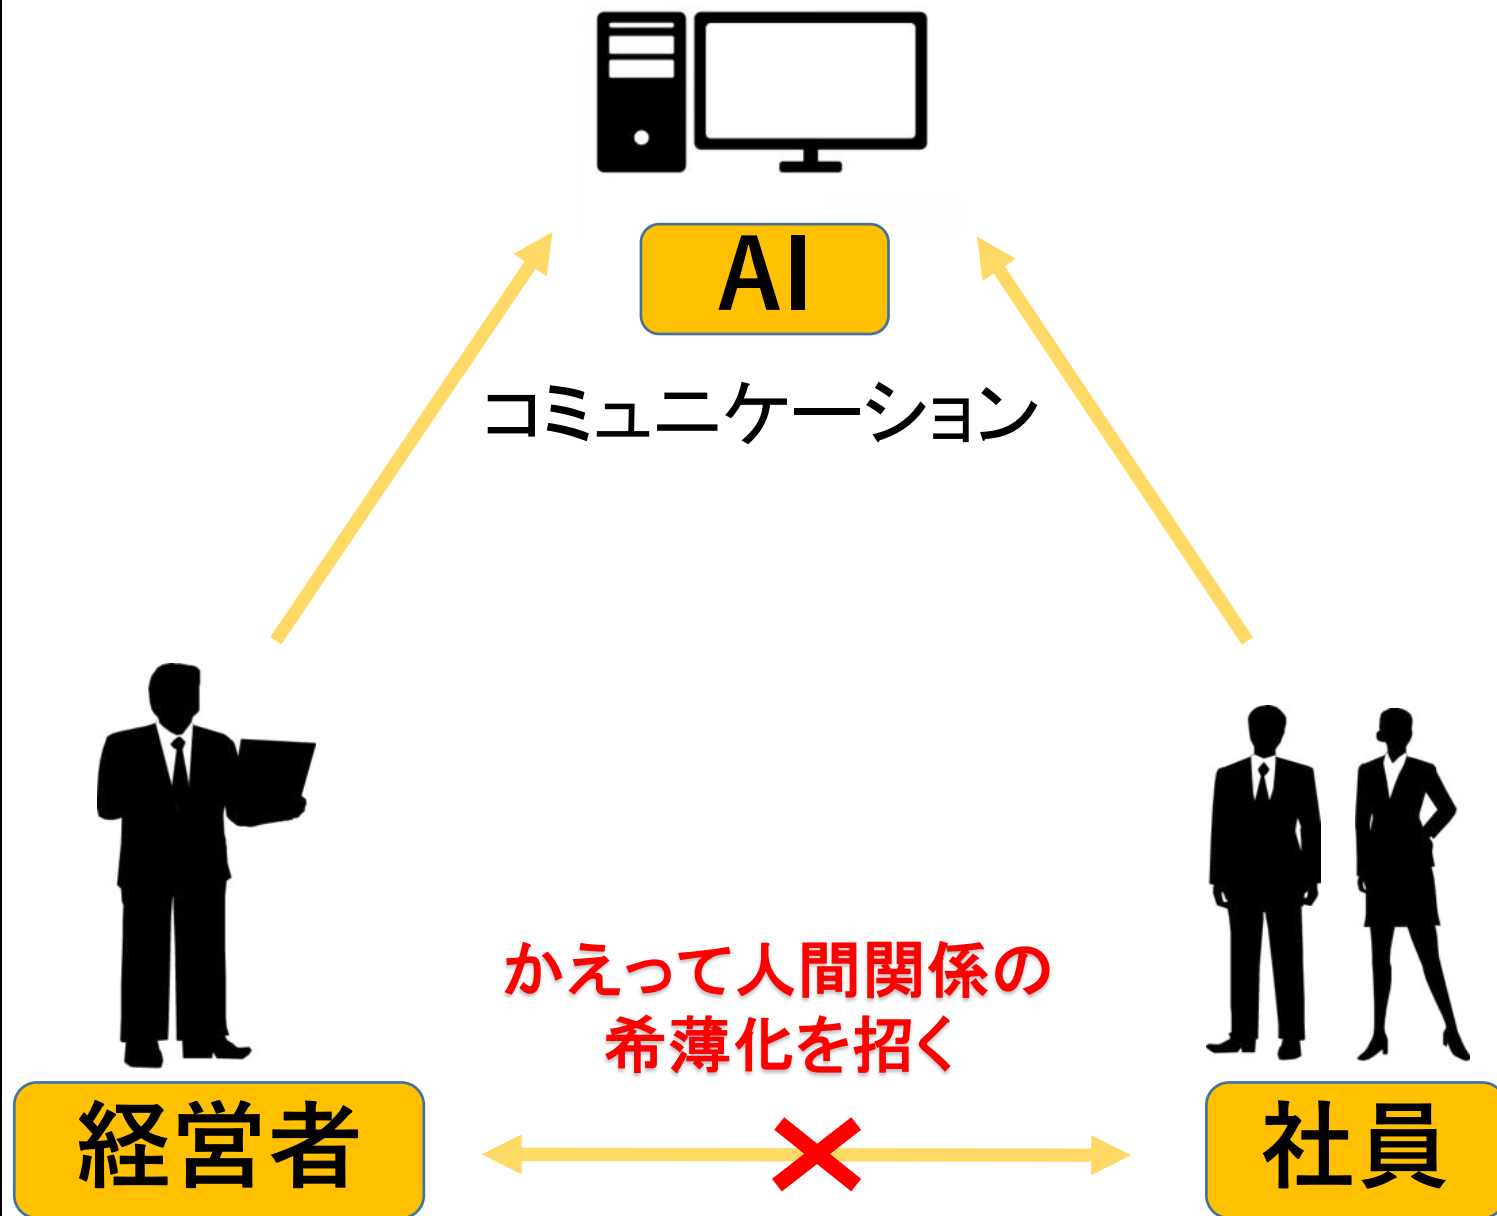 AI
コミュニケーション
かえって人間関係の
希薄化を招く
経営者
社員